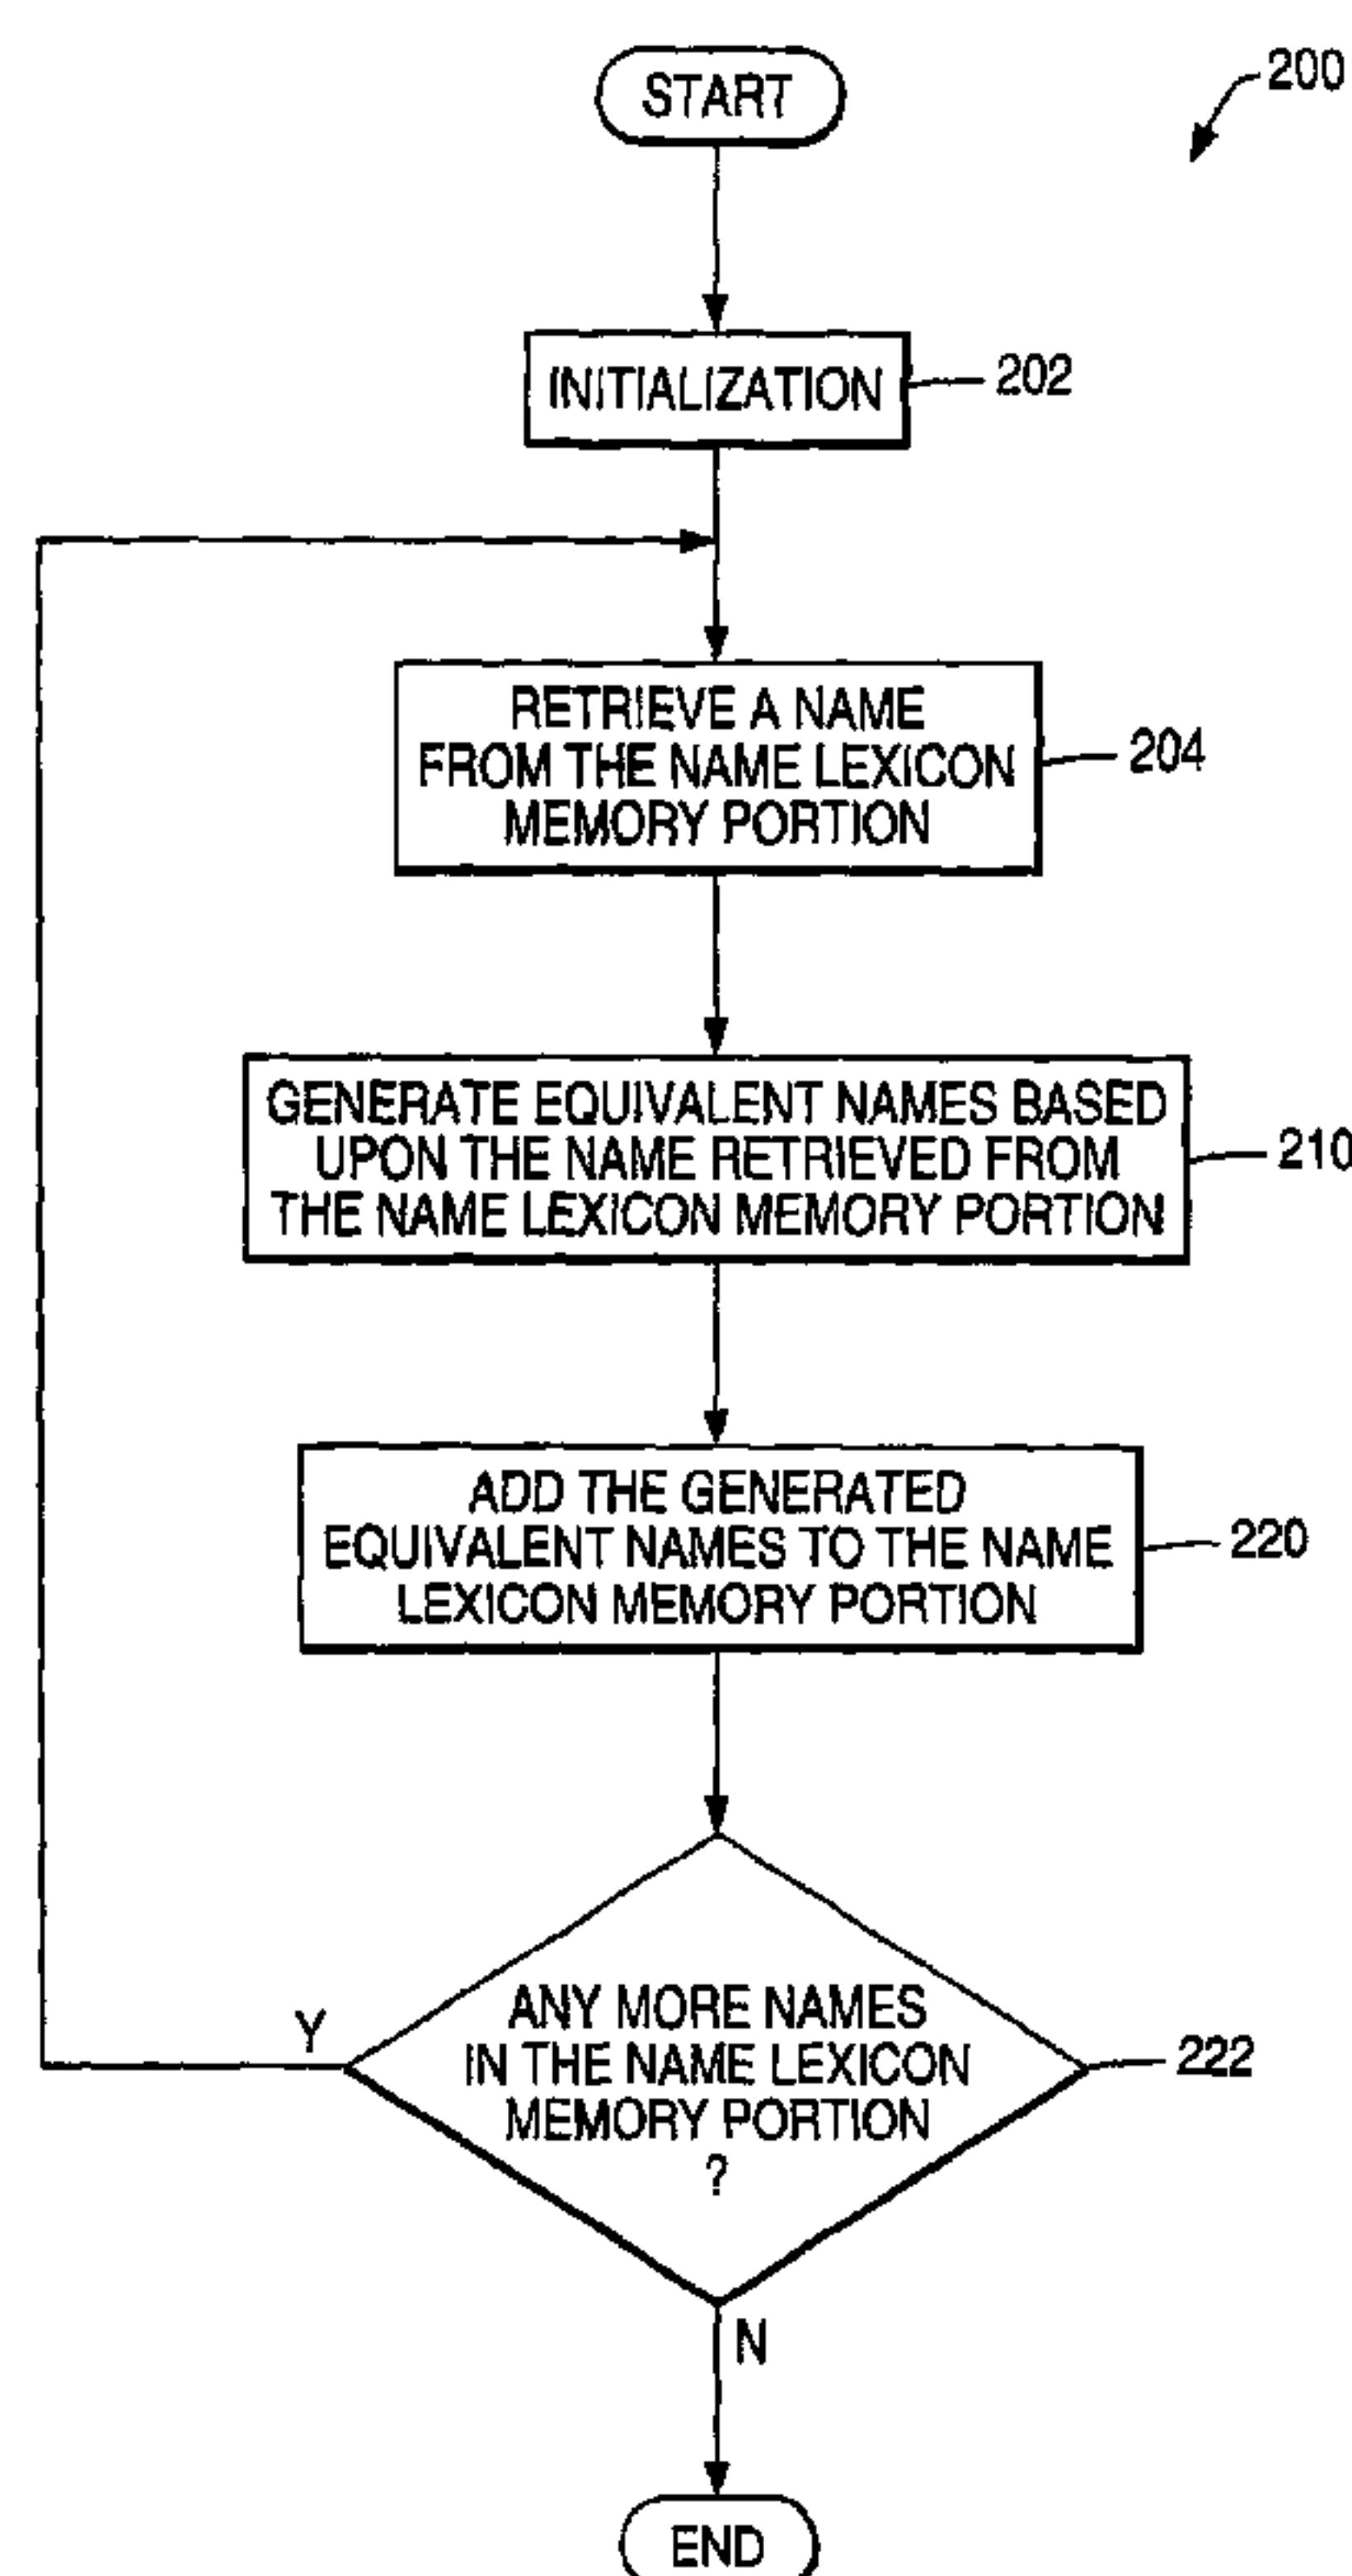 START
200
INITIALIZATION
202
RETRIEVE A NAME
FROM THE NAME LEXICON
MEMORY PORTION
204
GENERATE EQUIVALENT NAMES BASED
UPON THE NAME RETRIEVED FROM
THE NAME LEXICON MEMORY PORTION
210
ADD THE GENERATED
EQUIVALENT NAMES TO THE NAME
LEXICON MEMORY PORTION
220
Y
ANY MORE NAMES
IN THE NAME LEXICON
MEMORY PORTION
?
222
N
END